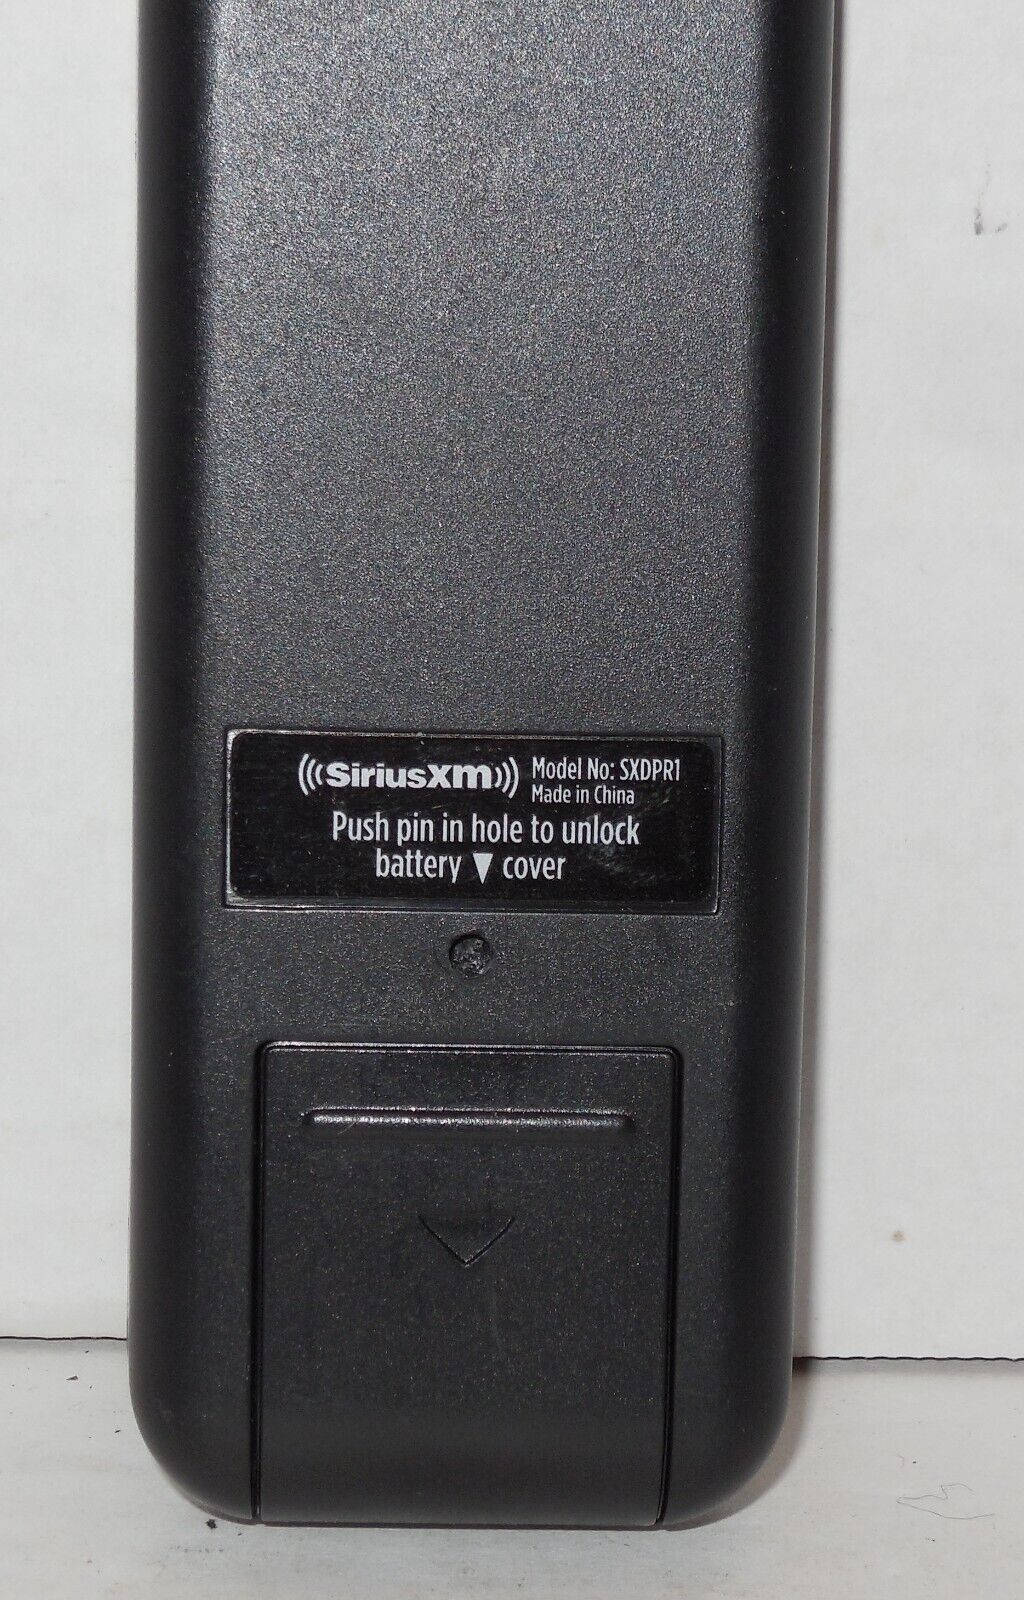 SiriusXM Model No: SXDPR1
Made in China
Push pin in hole to unlock
battery ▼ cover